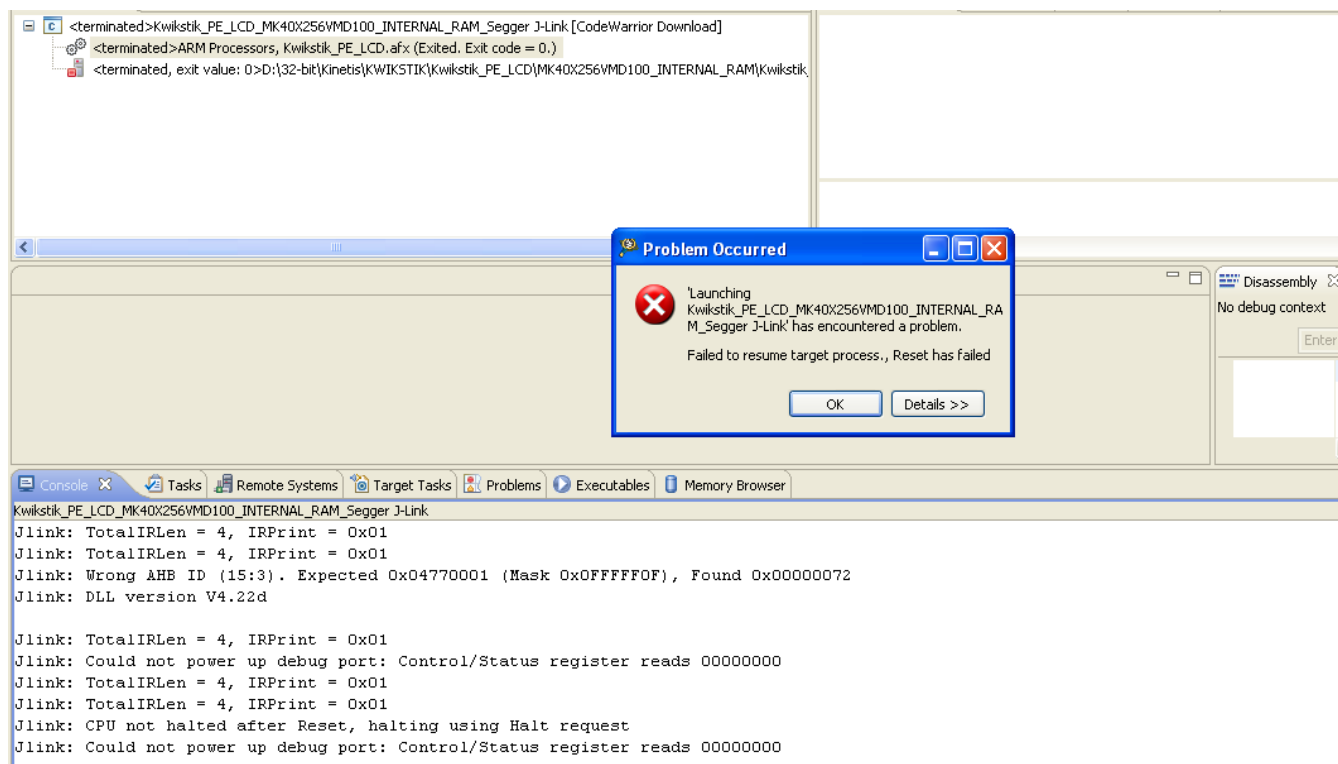 <terminated>Kwikstik_PE_LCD_MK40X256VMD100_INTERNAL_RAM_Segger J-Link [CodeWarrior Download]
<terminated>ARM Processors, Kwikstik_PE_LCD.afx (Exited. Exit code = 0.)
<terminated, exit value: 0>D:\32-bit\Kinetis\KWIKSTIK\Kwikstik_PE_LCD\MK40X256VMD100_INTERNAL_RAM\Kwikstik_
Problem Occurred
'Launching
Kwikstik_PE_LCD_MK40X256VMD100_INTERNAL_RA
M_Segger J-Link' has encountered a problem.
Failed to resume target process., Reset has failed
OK
Details >>
Disassembly
No debug context
Enter
Console
Tasks
Remote Systems
Target Tasks
Problems
Executables
Memory Browser
Kwikstik_PE_LCD_MK40X256VMD100_INTERNAL_RAM_Segger J-Link
Jlink: TotalIRLen = 4, IRPrint = 0x01
Jlink: TotalIRLen = 4, IRPrint = 0x01
Jlink: Wrong AHB ID (15:3). Expected 0x04770001 (Mask 0x0FFFFF0F), Found 0x00000072
Jlink: DLL version V4.22d
Jlink: TotalIRLen = 4, IRPrint = 0x01
Jlink: Could not power up debug port: Control/Status register reads 00000000
Jlink: TotalIRLen = 4, IRPrint = 0x01
Jlink: TotalIRLen = 4, IRPrint = 0x01
Jlink: CPU not halted after Reset, halting using Halt request
Jlink: Could not power up debug port: Control/Status register reads 00000000